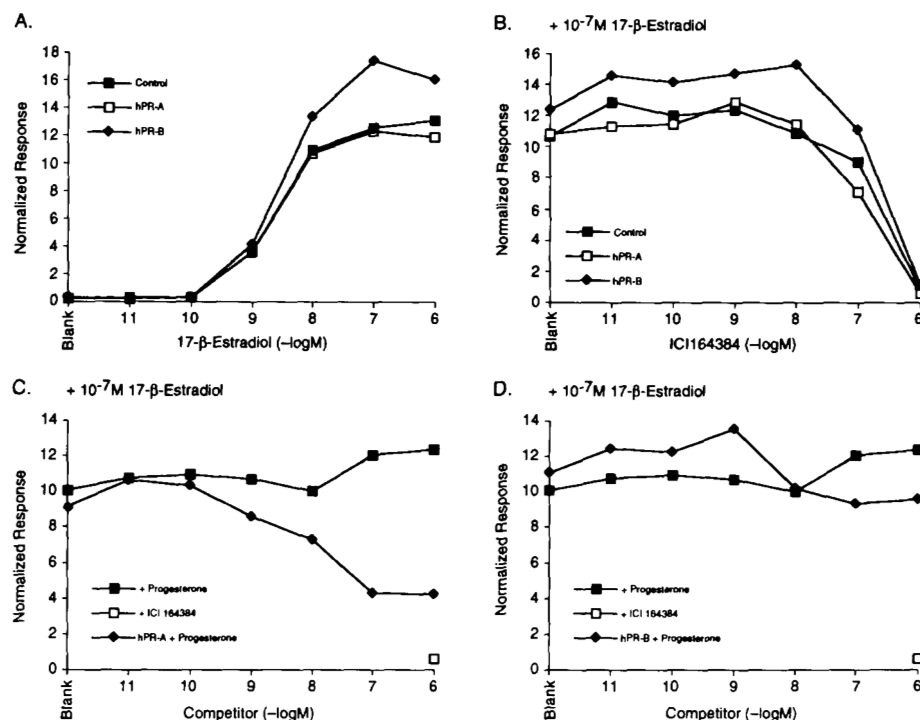 A.
18
16
14
12
10
8
6
4
2
0
Normalized Response
Control
hPR-A
hPR-B
Blank
11
10
9
8
7
6
17-β-Estradiol (–logM)
B.
+ 10⁻⁷M 17-β-Estradiol
16
14
12
10
8
6
4
2
0
Normalized Response
Control
hPR-A
hPR-B
Blank
11
10
9
8
7
6
ICI164384 (–logM)
C.
+ 10⁻⁷M 17-β-Estradiol
14
12
10
8
6
4
2
0
Normalized Response
+ Progesterone
+ ICI 164384
hPR-A + Progesterone
Blank
11
10
9
8
7
6
Competitor (–logM)
D.
+ 10⁻⁷M 17-β-Estradiol
14
12
10
8
6
4
2
0
Normalized Response
+ Progesterone
+ ICI 164384
hPR-B + Progesterone
Blank
11
10
9
8
7
6
Competitor (–logM)